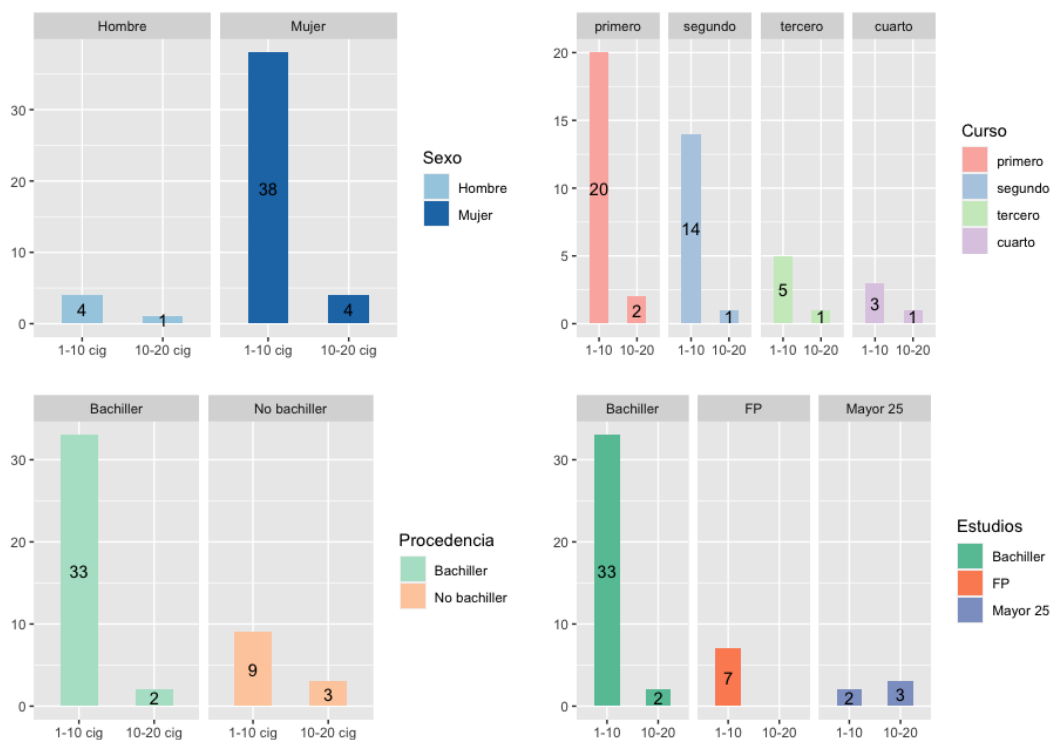 Hombre Mujer
30
20
10
0
38
4
1
4
1-10 cig 10-20 cig 1-10 cig 10-20 cig
Sexo
Hombre
Mujer
primero segundo tercero cuarto
20
15
10
5
0
20
2
14
1
5
1
3
1
1-10 10-20 1-10 10-20 1-10 10-20 1-10 10-20
Curso
primero
segundo
tercero
cuarto
Bachiller No bachiller
30
20
10
0
33
2
9
3
1-10 cig 10-20 cig 1-10 cig 10-20 cig
Procedencia
Bachiller
No bachiller
Bachiller FP Mayor 25
30
20
10
0
33
2
7
2
3
1-10 10-20 1-10 10-20 1-10 10-20
Estudios
Bachiller
FP
Mayor 25